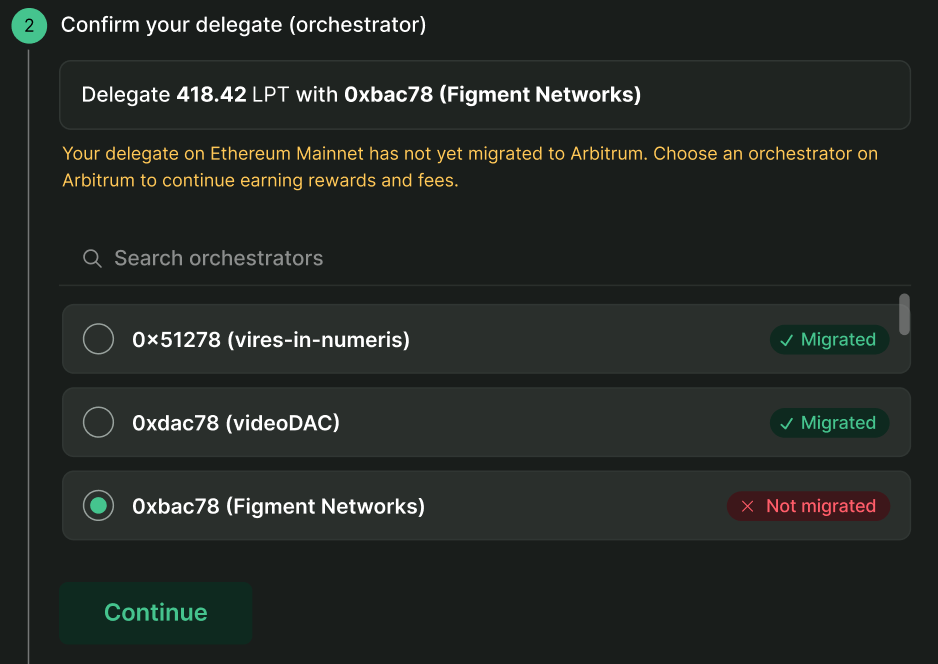 2 Confirm your delegate (orchestrator)
Delegate 418.42 LPT with 0xbac78 (Figment Networks)
Your delegate on Ethereum Mainnet has not yet migrated to Arbitrum. Choose an orchestrator on
Arbitrum to continue earning rewards and fees.
Search orchestrators
0×51278 (vires-in-numeris) ✓ Migrated
0xdac78 (videoDAC) ✓ Migrated
0xbac78 (Figment Networks) × Not migrated
Continue